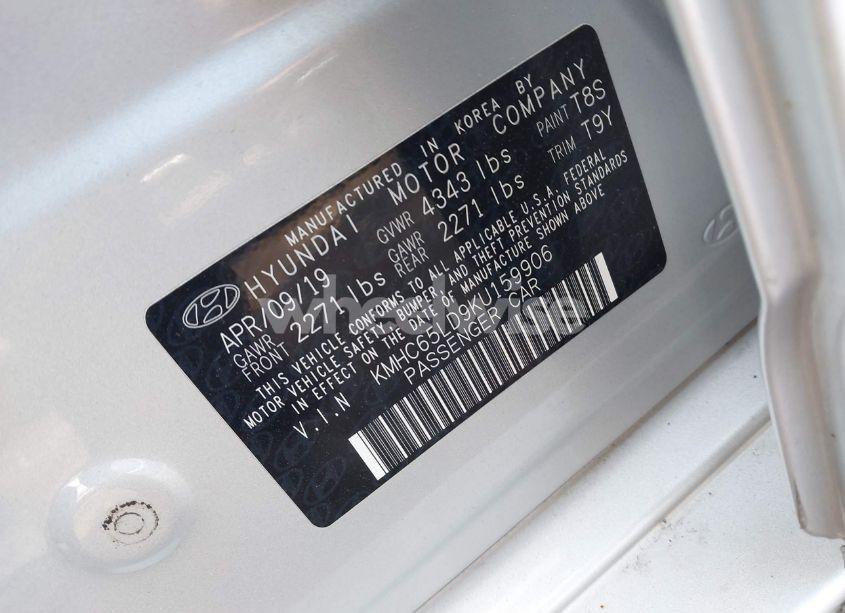 MANUFACTURED IN KOREA BY
HYUNDAI MOTOR COMPANY
APR/09/19 GVWR 4343 lbs PAINT T8S
GAWR FRONT 2271 lbs GAWR REAR 2271 lbs TRIM T9Y
THIS VEHICLE CONFORMS TO ALL APPLICABLE U.S.A. FEDERAL
MOTOR VEHICLE SAFETY, BUMPER, AND THEFT PREVENTION STANDARDS
IN EFFECT ON THE DATE OF MANUFACTURE SHOWN ABOVE
V.I.N
PASSENGER CAR
wheelwise